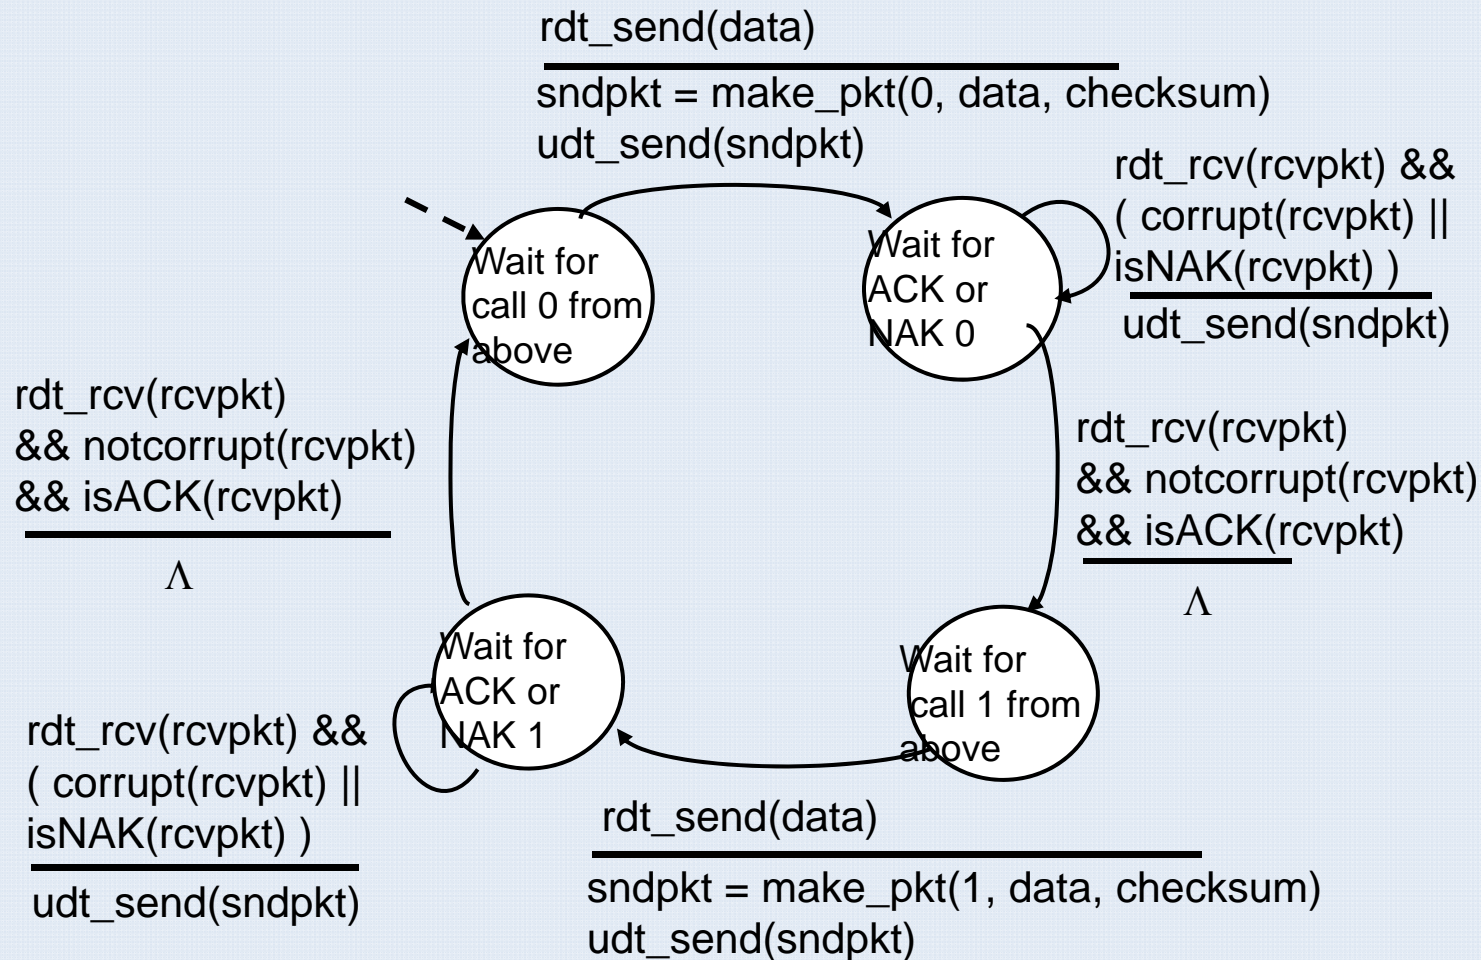 rdt_send(data)
sndpkt = make_pkt(0, data, checksum)
udt_send(sndpkt)
rdt_rcv(rcvpkt) &&
( corrupt(rcvpkt) ||
isNAK(rcvpkt) )
udt_send(sndpkt)
Wait for
call 0 from
above
Wait for
ACK or
NAK 0
rdt_rcv(rcvpkt)
&& notcorrupt(rcvpkt)
&& isACK(rcvpkt)
Λ
rdt_rcv(rcvpkt)
&& notcorrupt(rcvpkt)
&& isACK(rcvpkt)
Λ
Wait for
ACK or
NAK 1
Wait for
call 1 from
above
rdt_rcv(rcvpkt) &&
( corrupt(rcvpkt) ||
isNAK(rcvpkt) )
udt_send(sndpkt)
rdt_send(data)
sndpkt = make_pkt(1, data, checksum)
udt_send(sndpkt)